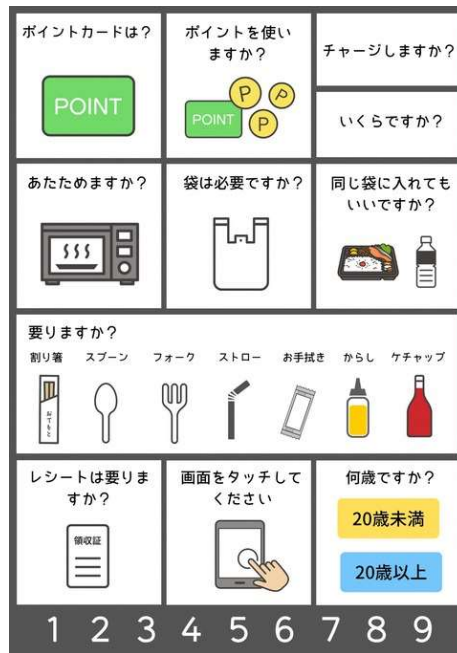 ポイントカードは？
POINT
ポイントを使い
ますか？
P
P
POINT
P
チャージしますか？
いくらですか？
あたためますか？
袋は必要ですか？
同じ袋に入れても
いいですか？
要りますか？
割り箸 スプーン フォーク ストロー お手拭き からし ケチャップ
おてもと
レシートは要りま
すか？
領収証
画面をタッチして
ください
何歳ですか？
20歳未満
20歳以上
1 2 3 4 5 6 7 8 9